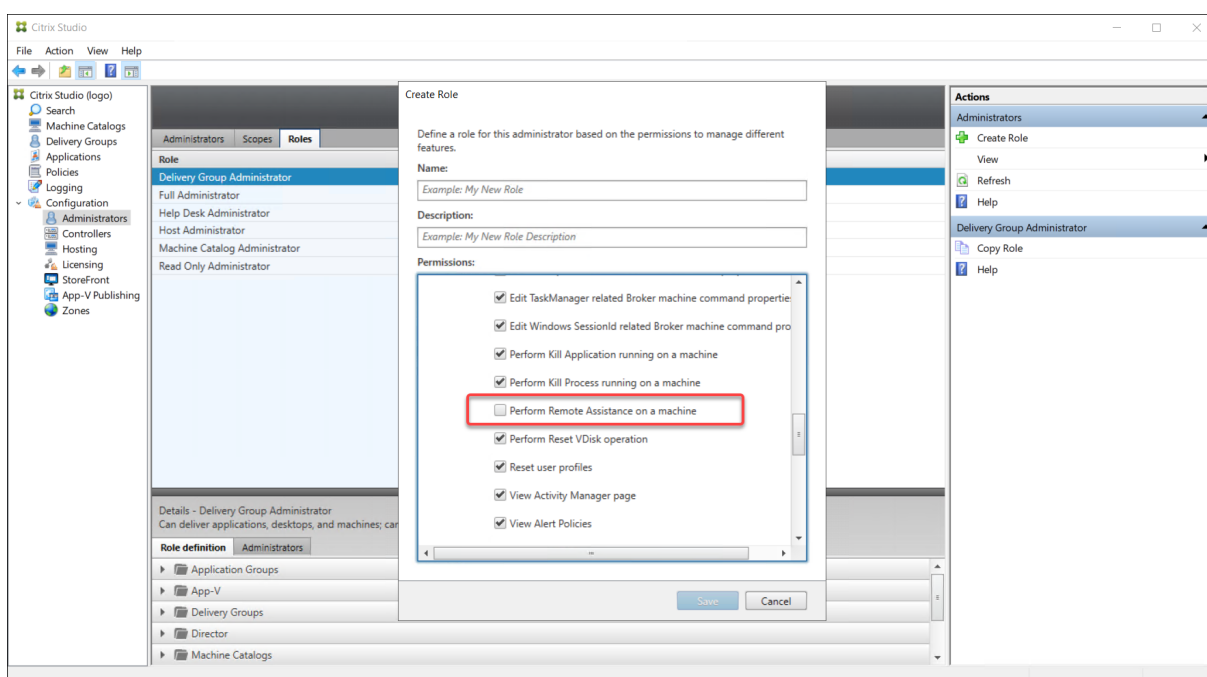 Citrix Studio
File Action View Help
Citrix Studio (logo)
Search
Machine Catalogs
Delivery Groups
Applications
Policies
Logging
Configuration
Administrators
Controllers
Hosting
Licensing
StoreFront
App-V Publishing
Zones
Administrators Scopes Roles
Role
Delivery Group Administrator
Full Administrator
Help Desk Administrator
Host Administrator
Machine Catalog Administrator
Read Only Administrator
Details - Delivery Group Administrator
Can deliver applications, desktops, and machines; car
Role definition Administrators
Application Groups
App-V
Delivery Groups
Director
Machine Catalogs
Create Role
Define a role for this administrator based on the permissions to manage different
features.
Name:
Example: My New Role
Description:
Example: My New Role Description
Permissions:
Edit TaskManager related Broker machine command propertie
Edit Windows SessionId related Broker machine command pro
Perform Kill Application running on a machine
Perform Kill Process running on a machine
Perform Remote Assistance on a machine
Perform Reset VDisk operation
Reset user profiles
View Activity Manager page
View Alert Policies
Save Cancel
Actions
Administrators
Create Role
View
Refresh
Help
Delivery Group Administrator
Copy Role
Help